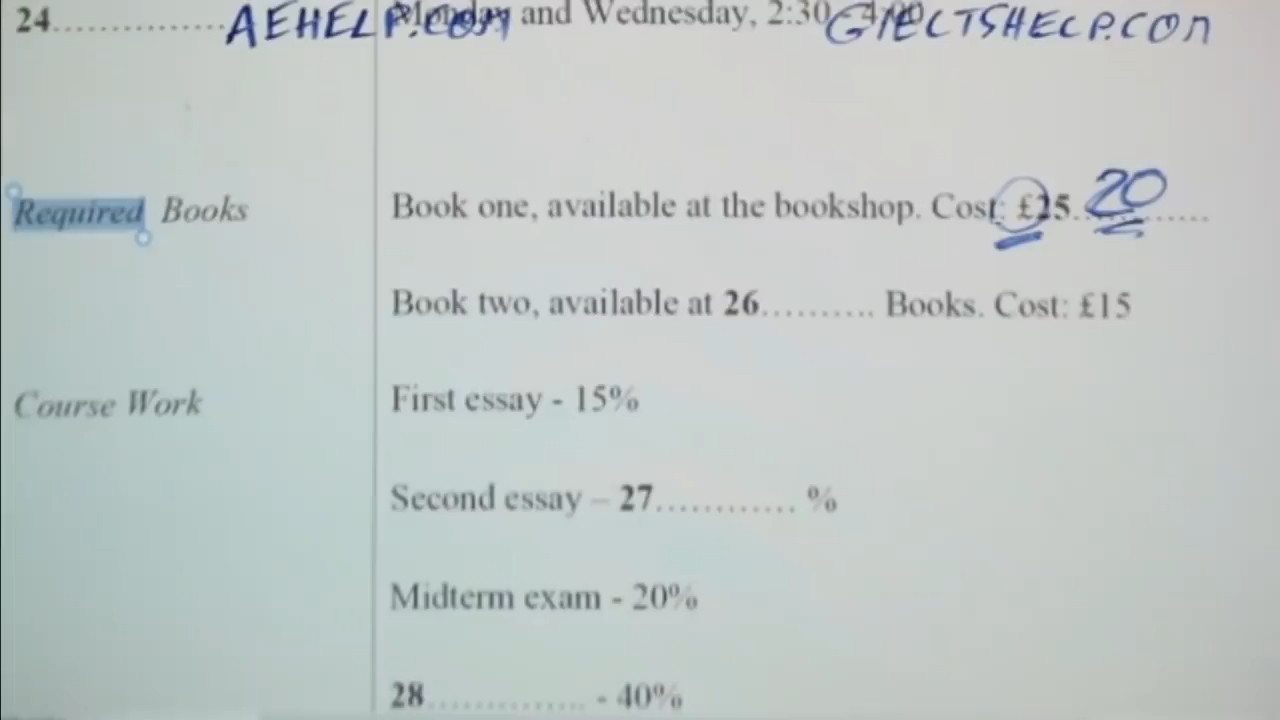 24.............. AEHELP.COM Monday and Wednesday, 2:30 - 4:00 GIELTSHELP.COM
Required Books Book one, available at the bookshop. Cost: £25.............. 20
Book two, available at 26.......... Books. Cost: £15
Course Work First essay - 15%
Second essay – 27............ %
Midterm exam - 20%
28.............. - 40%